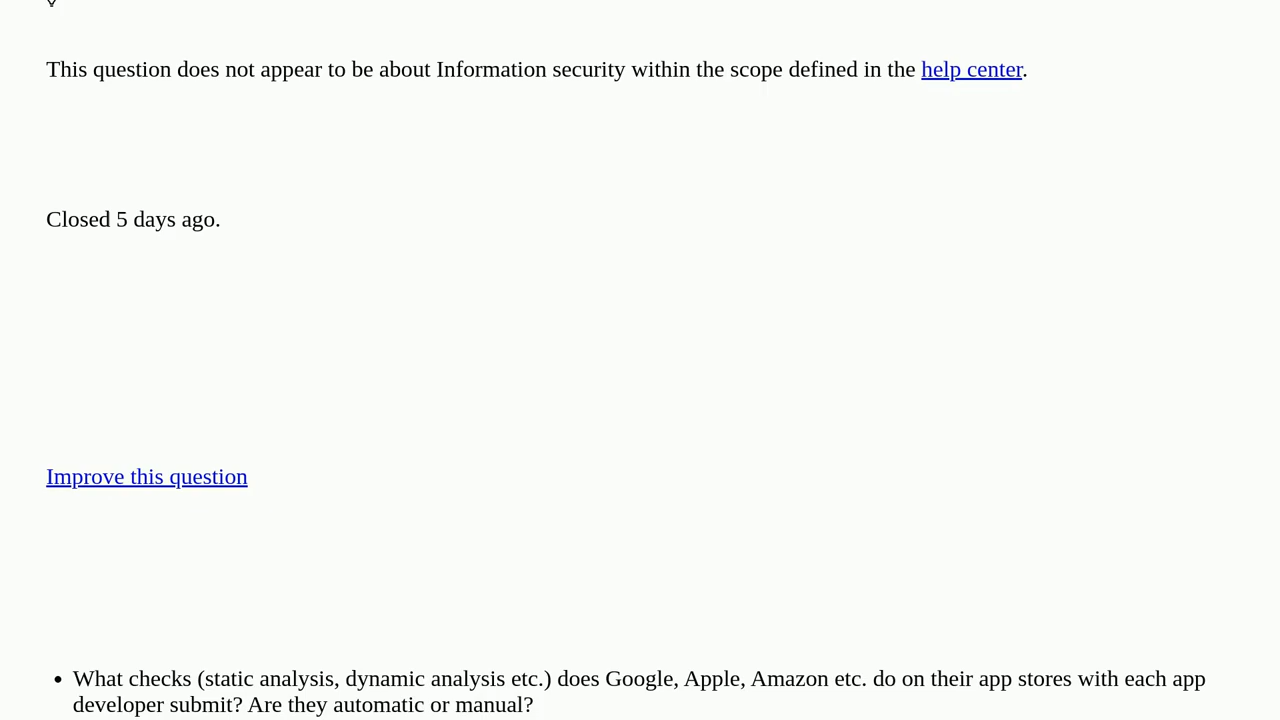 This question does not appear to be about Information security within the scope defined in the help center.
Closed 5 days ago.
Improve this question
• What checks (static analysis, dynamic analysis etc.) does Google, Apple, Amazon etc. do on their app stores with each app
developer submit? Are they automatic or manual?